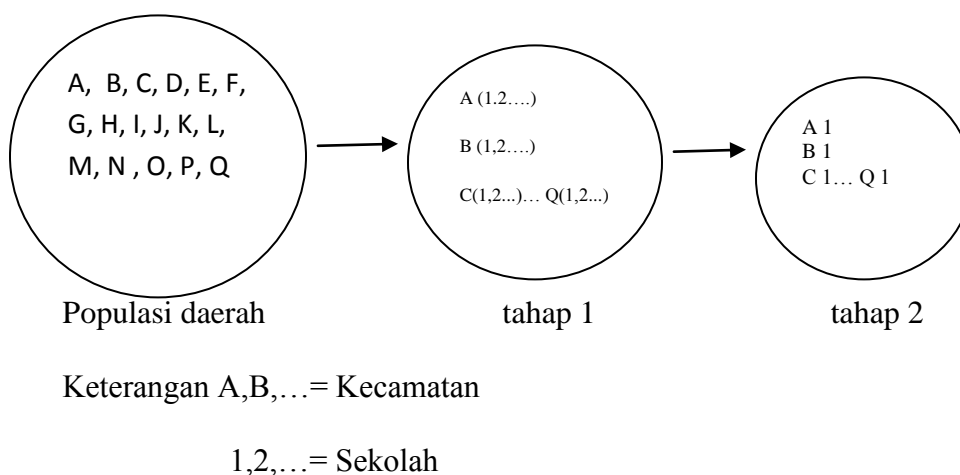 A, B, C, D, E, F,
G, H, I, J, K, L,
M, N , O, P, Q
A (1.2….)
B (1,2….)
C(1,2...)… Q(1,2...)
A 1
B 1
C 1… Q 1
Populasi daerah
tahap 1
tahap 2
Keterangan A,B,…= Kecamatan
1,2,…= Sekolah